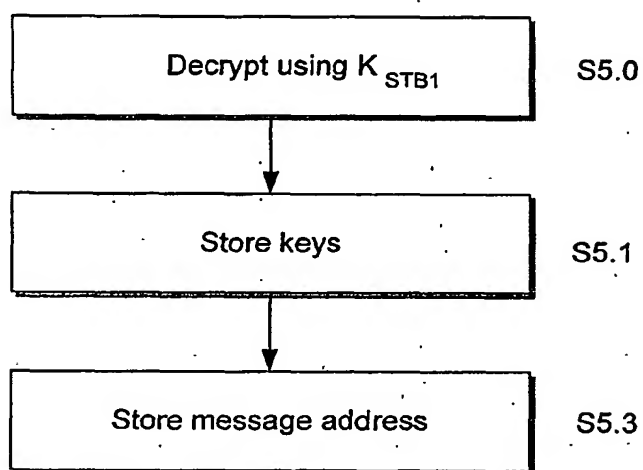 Decrypt using K STB1 S5.0
Store keys S5.1
Store message address S5.3